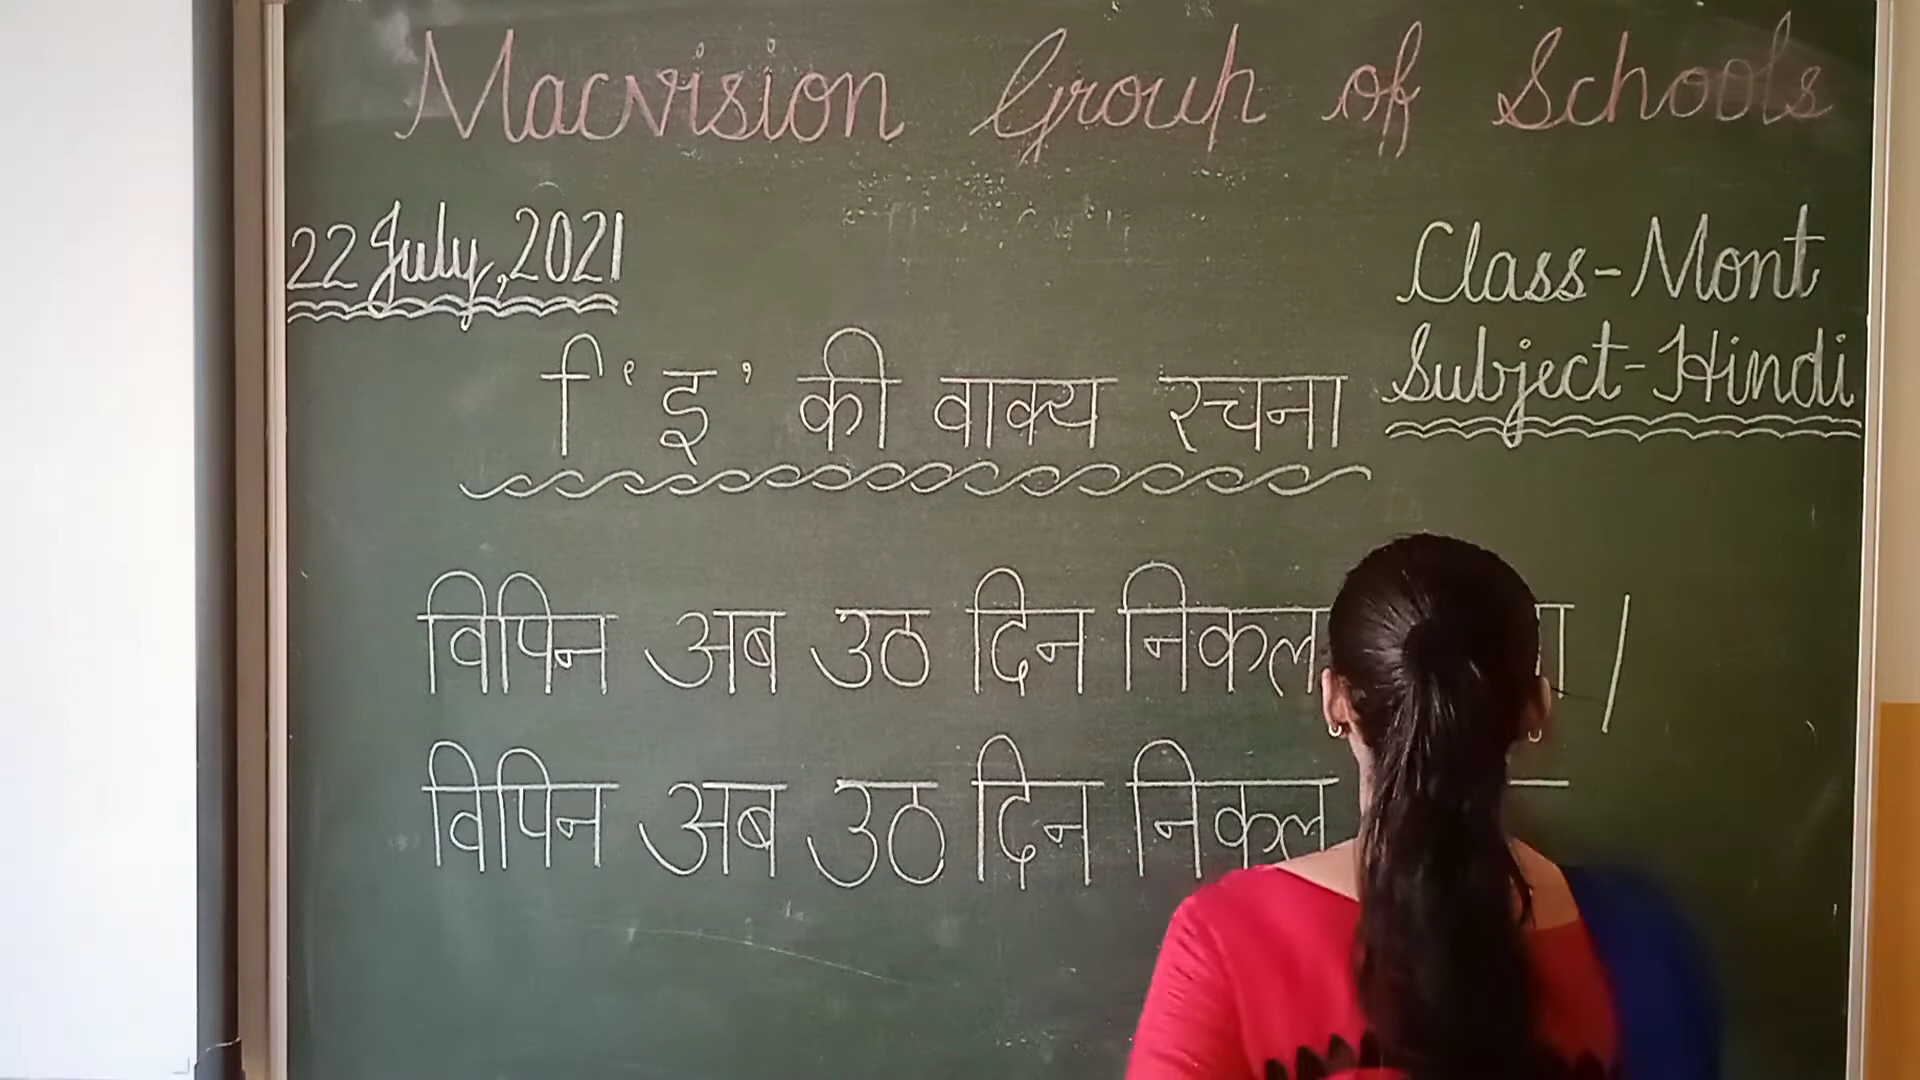 Macvision Group of Schools
22 July, 2021
Class-Mont
Subject-Hindi
ि ' इ ' की वाक्य रचना
विपिन अब उठ दिन निकल /
विपिन अब उठ दिन निकल